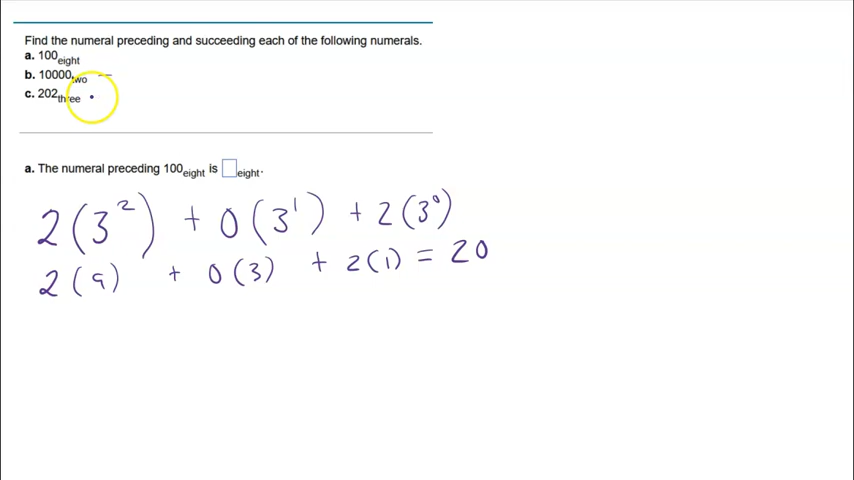 Find the numeral preceding and succeeding each of the following numerals.
a. 100eight
b. 10000two
c. 202three
a. The numeral preceding 100eight is eight.
2(3²) + 0(3¹) + 2(3⁰)
2(9) + 0(3) + 2(1) = 20